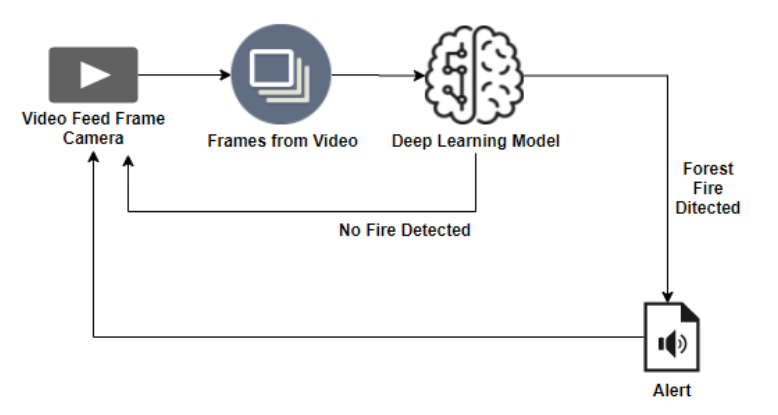 Video Feed Frame
Camera
Frames from Video
Deep Learning Model
Forest
Fire
Ditected
No Fire Detected
Alert